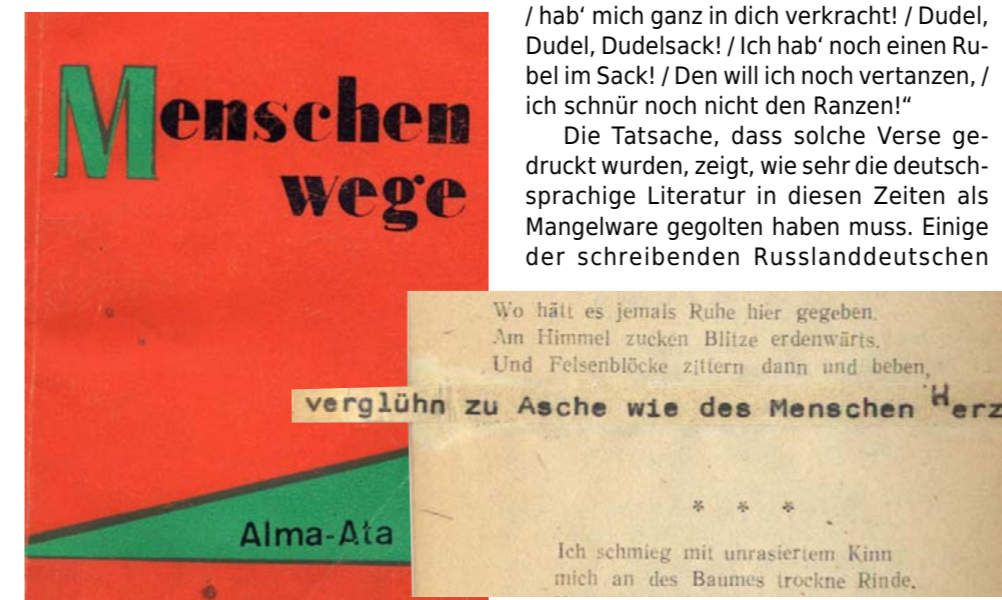 Menschen
wege
Alma-Ata
/ hab‘ mich ganz in dich verkracht! / Dudel,
Dudel, Dudelsack! / Ich hab‘ noch einen Ru-
bel im Sack! / Den will ich noch vertanzen, /
ich schnür noch nicht den Ranzen!“
Die Tatsache, dass solche Verse ge-
druckt wurden, zeigt, wie sehr die deutsch-
sprachige Literatur in diesen Zeiten als
Mangelware gegolten haben muss. Einige
der schreibenden Russlanddeutschen
Wo hätt es jemals Ruhe hier gegeben.
Am Himmel zucken Blitze erdenwärts.
Und Felsenblöcke zittern dann und beben,
verglühn zu Asche wie des Menschen Herz
* * *
Ich schmieg mit unrasiertem Kinn
mich an des Baumes trockne Rinde.